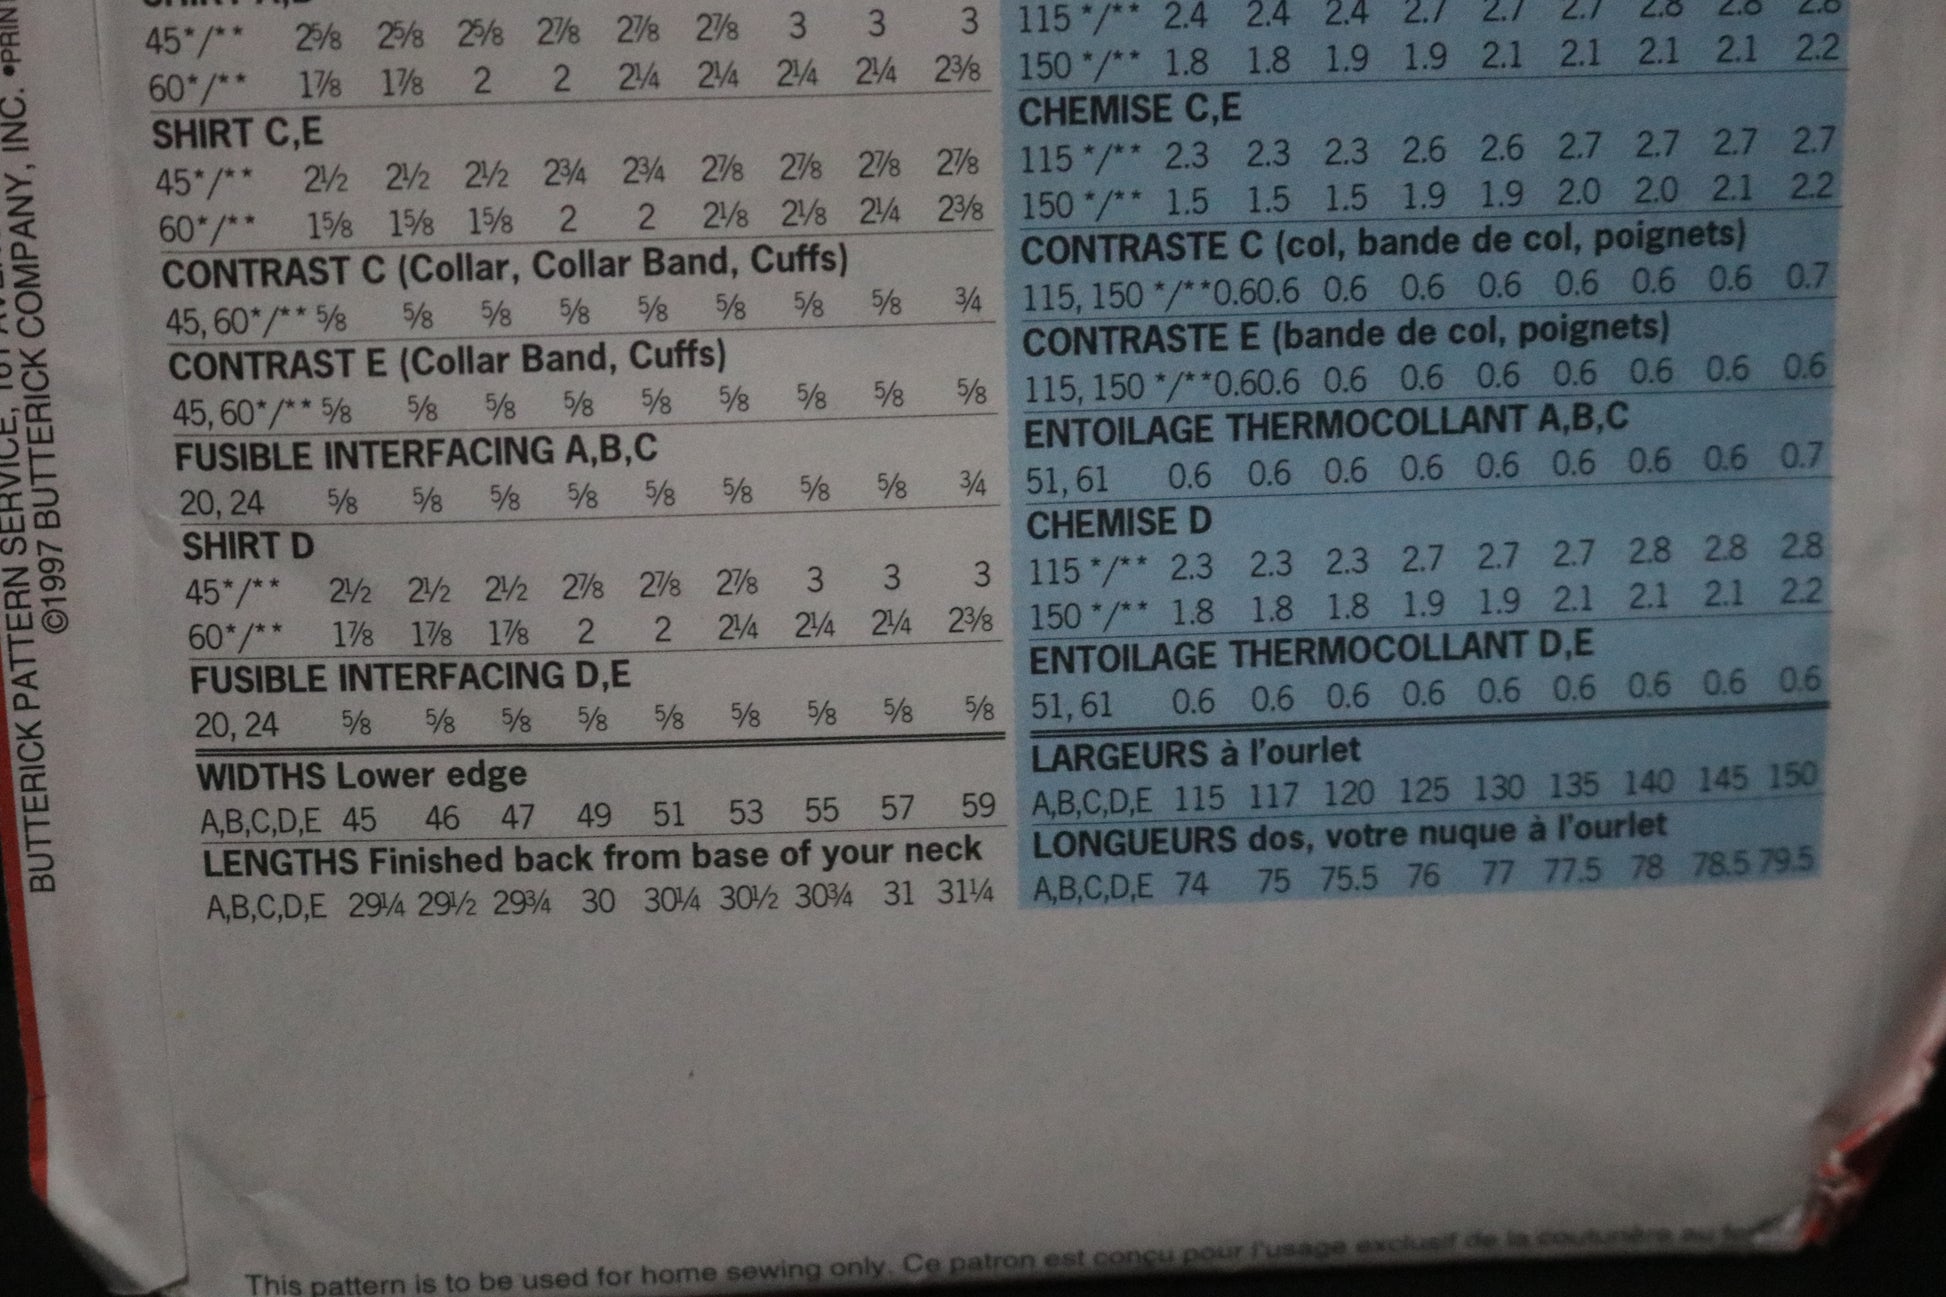 45*/** 2⅝ 2⅝ 2⅝ 2⅞ 2⅞ 2⅞ 3 3 3
60*/** 1⅞ 1⅞ 2 2 2¼ 2¼ 2¼ 2¼ 2⅜
SHIRT C,E
45*/** 2½ 2½ 2½ 2¾ 2¾ 2⅞ 2⅞ 2⅞ 2⅞
60*/** 1⅝ 1⅝ 1⅝ 2 2 2⅛ 2⅛ 2¼ 2⅜
CONTRAST C (Collar, Collar Band, Cuffs)
45, 60*/** ⅝ ⅝ ⅝ ⅝ ⅝ ⅝ ⅝ ⅝ ¾
CONTRAST E (Collar Band, Cuffs)
45, 60*/** ⅝ ⅝ ⅝ ⅝ ⅝ ⅝ ⅝ ⅝ ⅝
FUSIBLE INTERFACING A,B,C
20, 24 ⅝ ⅝ ⅝ ⅝ ⅝ ⅝ ⅝ ⅝ ¾
SHIRT D
45*/** 2½ 2½ 2½ 2⅞ 2⅞ 2⅞ 3 3 3
60*/** 1⅞ 1⅞ 1⅞ 2 2 2¼ 2¼ 2¼ 2⅜
FUSIBLE INTERFACING D,E
20, 24 ⅝ ⅝ ⅝ ⅝ ⅝ ⅝ ⅝ ⅝ ⅝
WIDTHS Lower edge
A,B,C,D,E 45 46 47 49 51 53 55 57 59
LENGTHS Finished back from base of your neck
A,B,C,D,E 29¼ 29½ 29¾ 30 30¼ 30½ 30¾ 31 31¼
115 */** 2.4 2.4 2.4 2.7 2.7 2.7 2.8 2.8 2.8
150 */** 1.8 1.8 1.9 1.9 2.1 2.1 2.1 2.1 2.2
CHEMISE C,E
115 */** 2.3 2.3 2.3 2.6 2.6 2.7 2.7 2.7 2.7
150 */** 1.5 1.5 1.5 1.9 1.9 2.0 2.0 2.1 2.2
CONTRASTE C (col, bande de col, poignets)
115, 150 */**0.60.6 0.6 0.6 0.6 0.6 0.6 0.6 0.7
CONTRASTE E (bande de col, poignets)
115, 150 */**0.60.6 0.6 0.6 0.6 0.6 0.6 0.6 0.6
ENTOILAGE THERMOCOLLANT A,B,C
51, 61 0.6 0.6 0.6 0.6 0.6 0.6 0.6 0.6 0.7
CHEMISE D
115 */** 2.3 2.3 2.3 2.7 2.7 2.7 2.8 2.8 2.8
150 */** 1.8 1.8 1.8 1.9 1.9 2.1 2.1 2.1 2.2
ENTOILAGE THERMOCOLLANT D,E
51, 61 0.6 0.6 0.6 0.6 0.6 0.6 0.6 0.6 0.6
LARGEURS à l'ourlet
A,B,C,D,E 115 117 120 125 130 135 140 145 150
LONGUEURS dos, votre nuque à l'ourlet
A,B,C,D,E 74 75 75.5 76 77 77.5 78 78.5 79.5
BUTTERICK PATTERN SERVICE, 161
©1997 BUTTERICK COMPANY, INC. •PRIN
This pattern is to be used for home sewing only. Ce patron est conçu pour l'usage exclusif de la couturière au